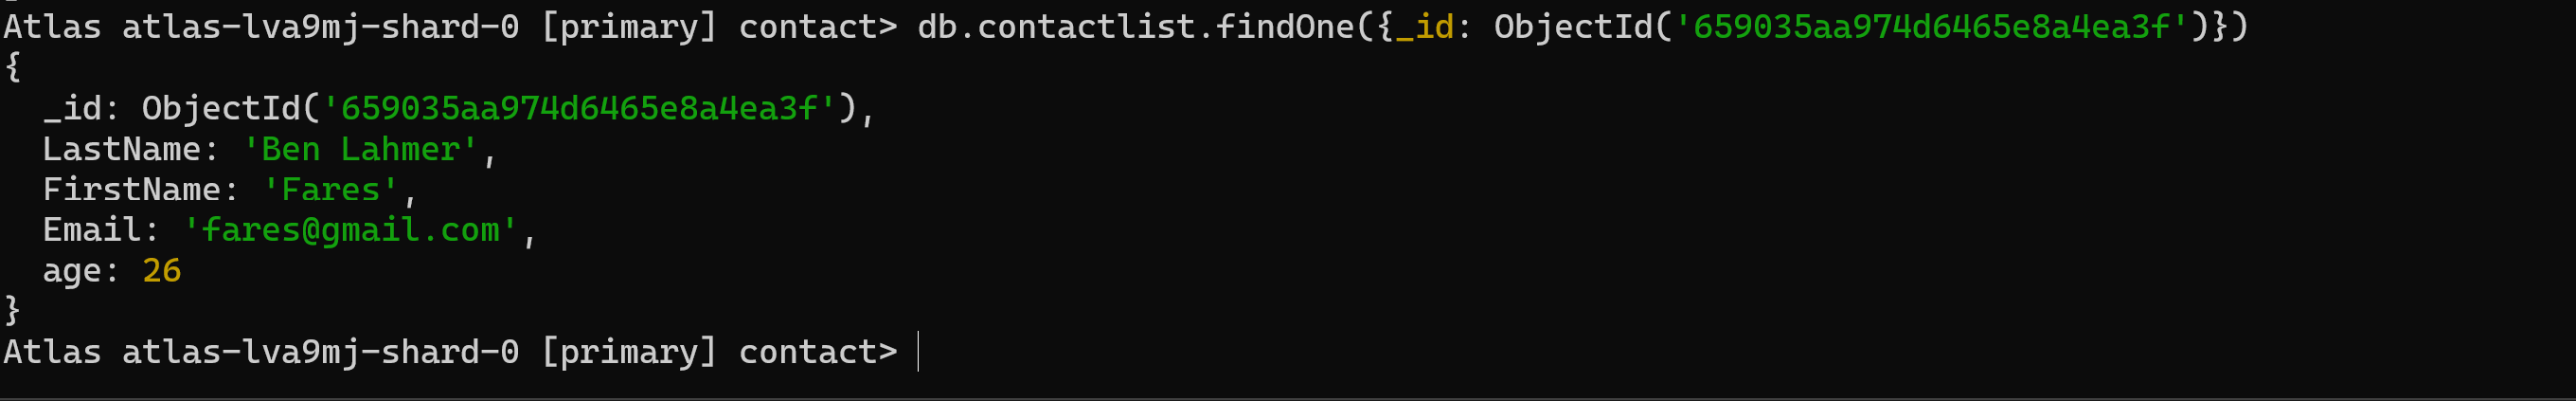 Atlas atlas-lva9mj-shard-0 [primary] contact> db.contactlist.findOne({_id: ObjectId('659035aa974d6465e8a4ea3f')})
{
  _id: ObjectId('659035aa974d6465e8a4ea3f'),
  LastName: 'Ben Lahmer',
  FirstName: 'Fares',
  Email: 'fares@gmail.com',
  age: 26
}
Atlas atlas-lva9mj-shard-0 [primary] contact>